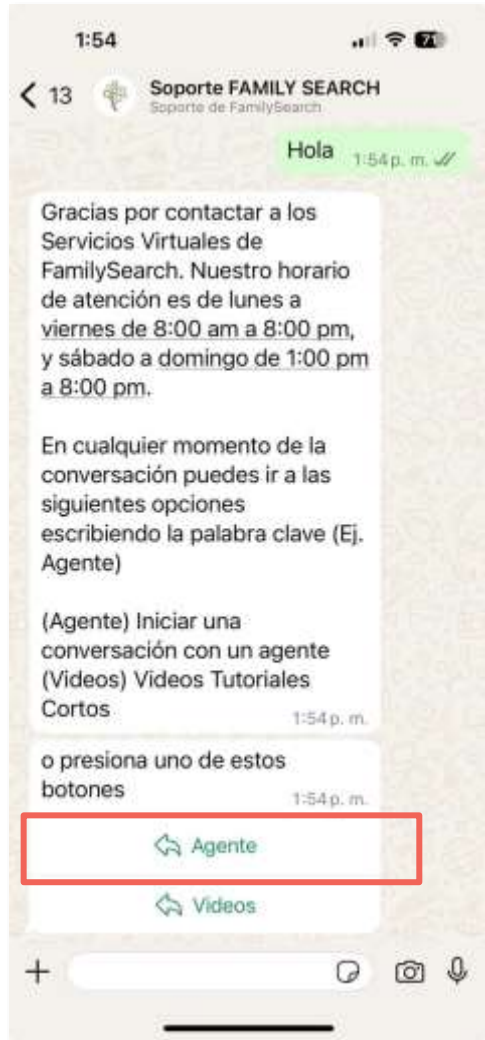 1:54
13 Soporte FAMILY SEARCH
Soporte de FamilySearch
Hola 1:54 p. m.
Gracias por contactar a los
Servicios Virtuales de
FamilySearch. Nuestro horario
de atención es de lunes a
viernes de 8:00 am a 8:00 pm,
y sábado a domingo de 1:00 pm
a 8:00 pm.
En cualquier momento de la
conversación puedes ir a las
siguientes opciones
escribiendo la palabra clave (Ej.
Agente)
(Agente) Iniciar una
conversación con un agente
(Videos) Videos Tutoriales
Cortos 1:54 p. m.
o presiona uno de estos
botones 1:54 p. m.
Agente
Videos